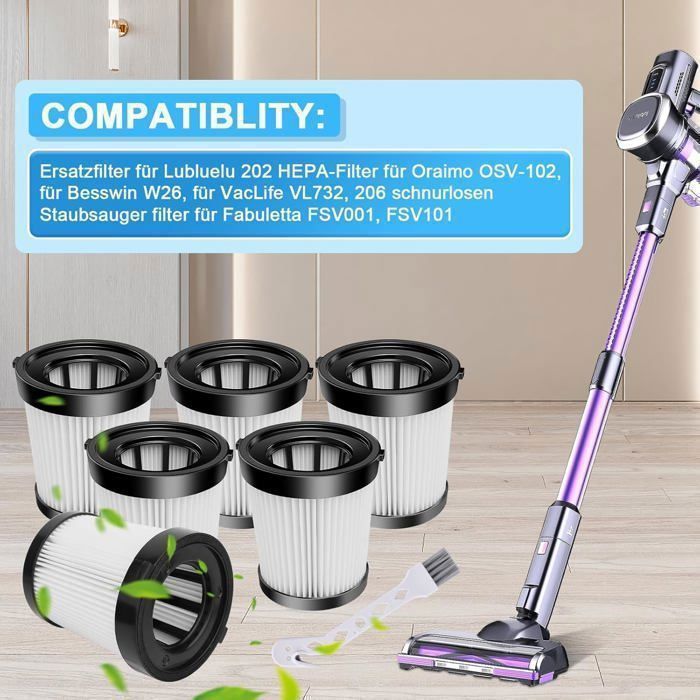 COMPATIBLITY:
Ersatzfilter für Lubluelu 202 HEPA-Filter für Oraimo OSV-102,
für Besswin W26, für VacLife VL732, 206 schnurlosen
Staubsauger filter für Fabuletta FSV001, FSV101